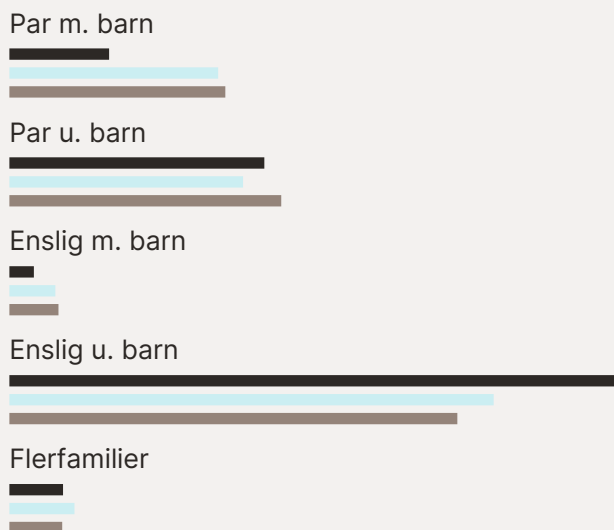 Par m. barn
Par u. barn
Enslig m. barn
Enslig u. barn
Flerfamilier